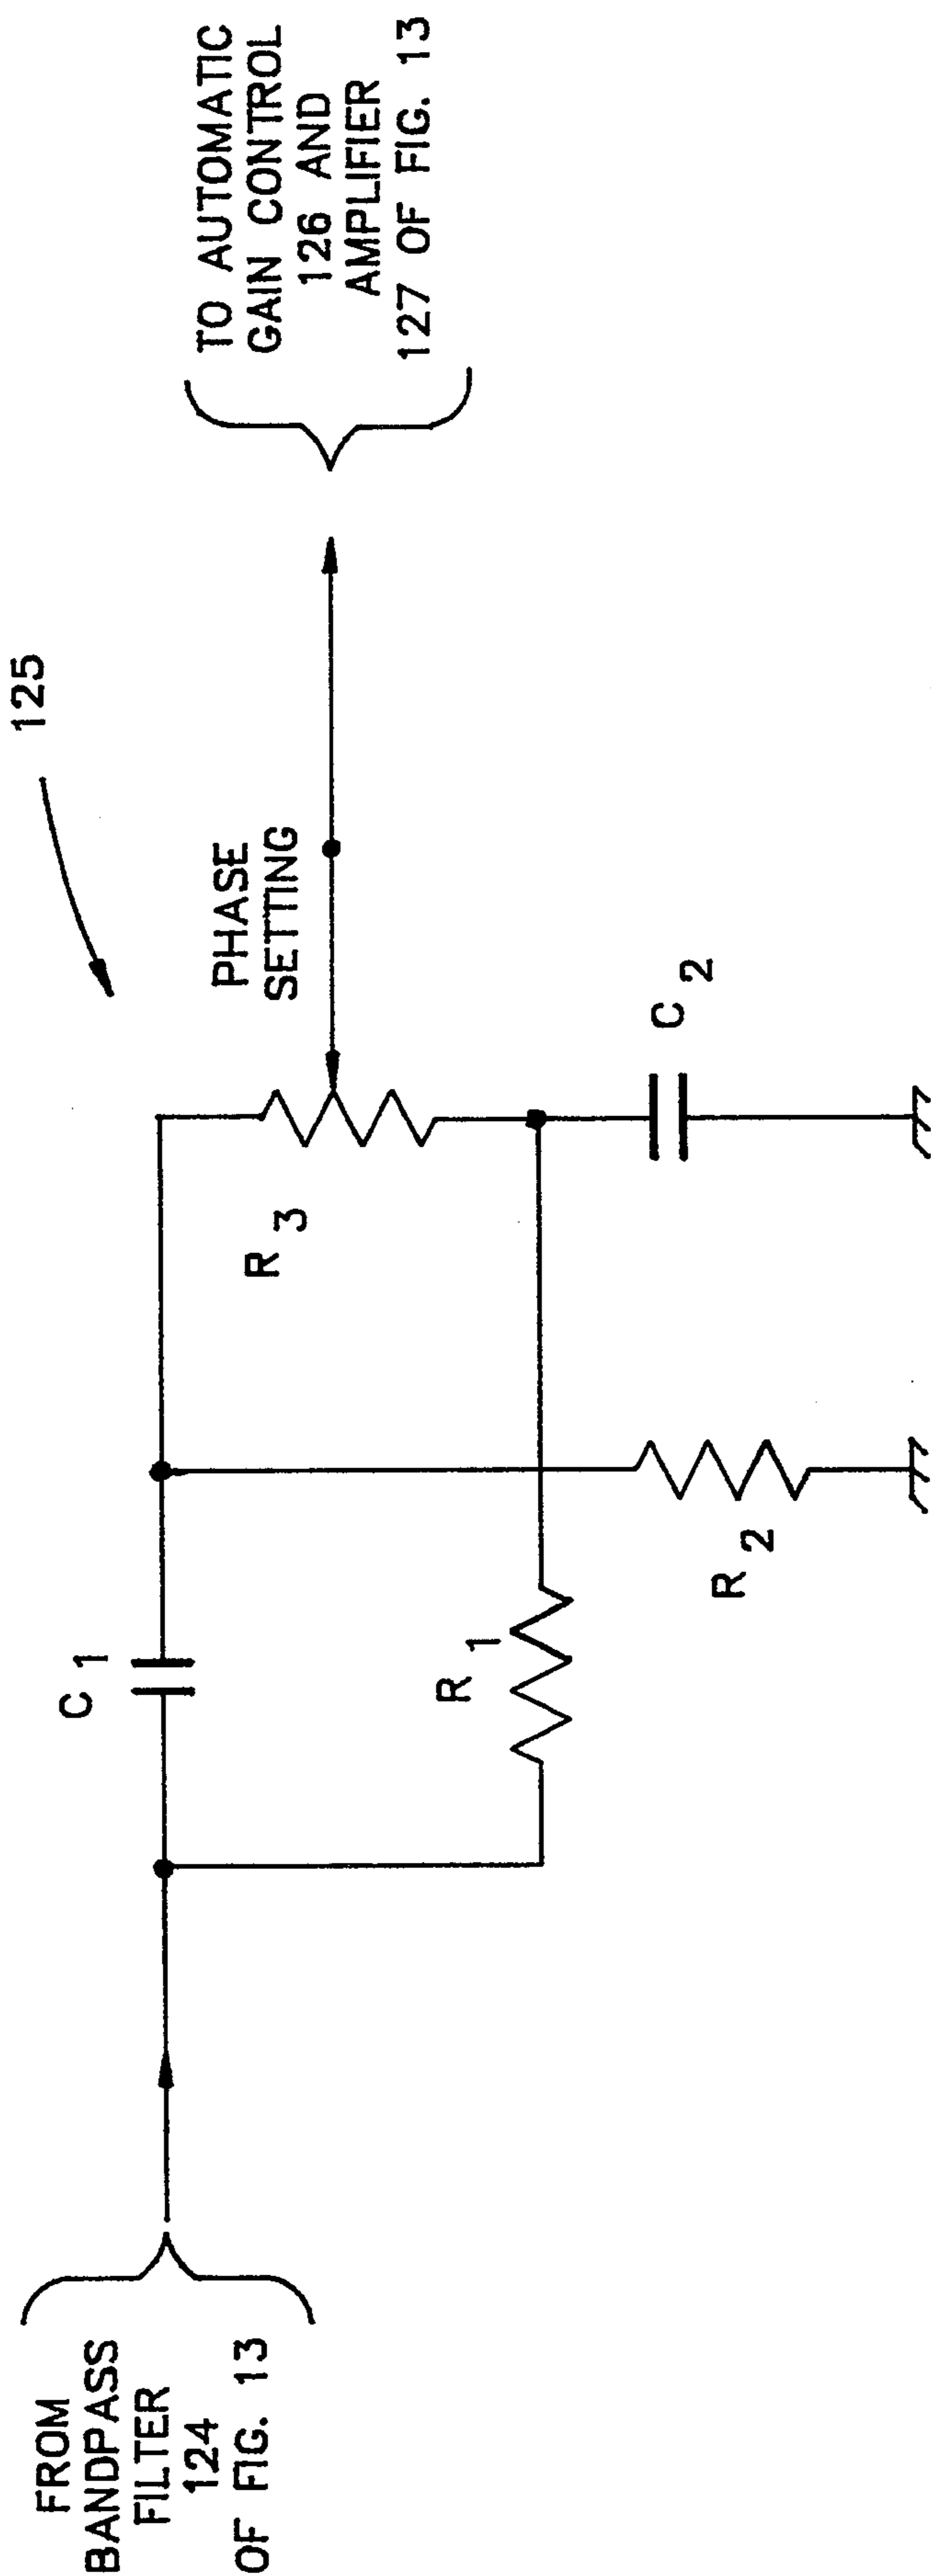 125
FROM
BANDPASS
FILTER
124
OF FIG. 13
C 1
R 1
R 2
R 3
C 2
PHASE
SETTING
TO AUTOMATIC
GAIN CONTROL
126 AND
AMPLIFIER
127 OF FIG. 13